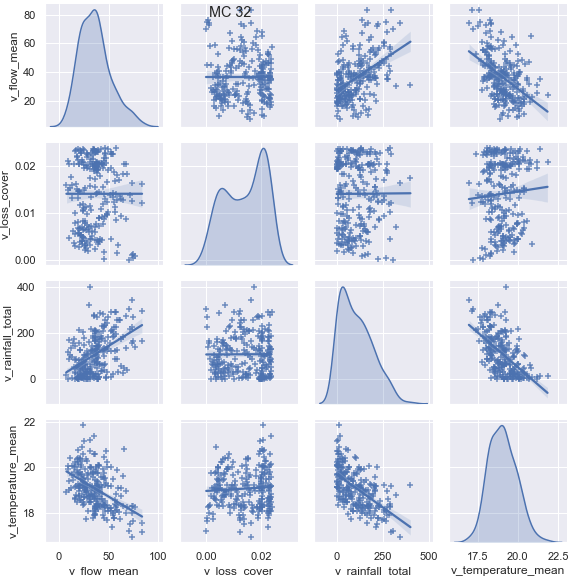 MC 32
v_flow_mean
80
60
40
20
v_loss_cover
0.02
0.01
0.00
v_rainfall_total
400
200
0
v_temperature_mean
22
20
18
0 50 100
0.00 0.02
0 250 500
17.5 20.0 22.5
v_flow_mean
v_loss_cover
v_rainfall_total
v_temperature_mean